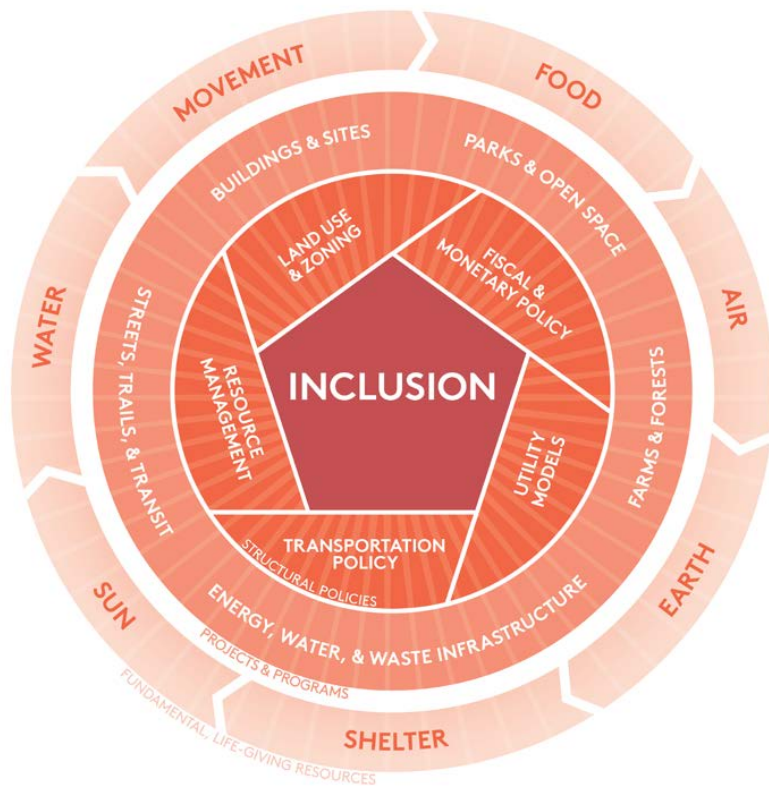 MOVEMENT
FOOD
AIR
EARTH
SHELTER
SUN
WATER
BUILDINGS & SITES
PARKS & OPEN SPACE
FARMS & FORESTS
ENERGY, WATER, & WASTE INFRASTRUCTURE
STREETS, TRAILS, & TRANSIT
LAND USE
& ZONING
FISCAL &
MONETARY POLICY
UTILITY
MODELS
TRANSPORTATION
POLICY
RESOURCE
MANAGEMENT
INCLUSION
STRUCTURAL POLICIES
PROJECTS & PROGRAMS
FUNDAMENTAL, LIFE-GIVING RESOURCES